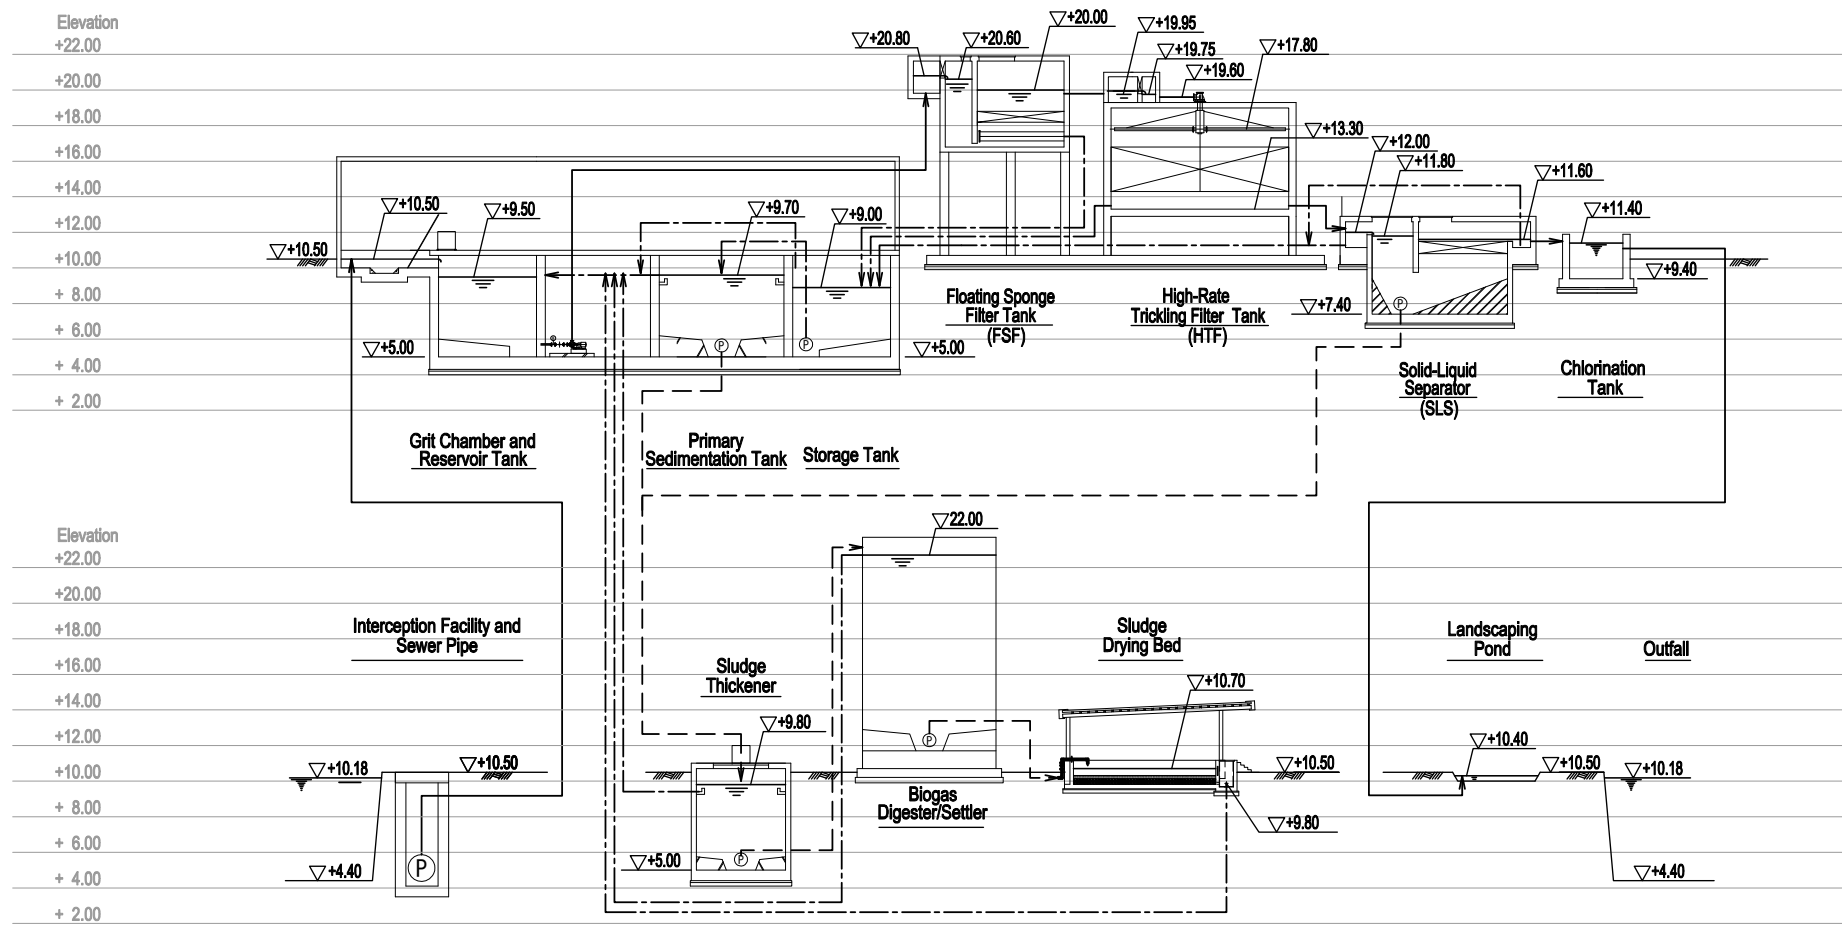 Elevation
+22.00
+20.00
+18.00
+16.00
+14.00
+12.00
+10.00
+ 8.00
+ 6.00
+ 4.00
+ 2.00
+20.80
+20.60
+20.00
+19.95
+19.75
+19.60
+17.80
+13.30
+12.00
+11.80
+11.60
+11.40
+9.40
+7.40
+10.50
+10.50
+9.50
+9.70
+9.00
+5.00
+5.00
P
P
P
Floating Sponge
Filter Tank
(FSF)
High-Rate
Trickling Filter Tank
(HTF)
Solid-Liquid
Separator
(SLS)
Chlorination
Tank
Grit Chamber and
Reservoir Tank
Primary
Sedimentation Tank
Storage Tank
Elevation
+22.00
+20.00
+18.00
+16.00
+14.00
+12.00
+10.00
+ 8.00
+ 6.00
+ 4.00
+ 2.00
22.00
Interception Facility and
Sewer Pipe
Sludge
Thickener
Sludge
Drying Bed
Landscaping
Pond
Outfall
+10.18
+10.50
+4.40
P
+9.80
+5.00
P
P
Biogas
Digester/Settler
+10.70
+10.50
+9.80
+10.40
+10.50
+10.18
+4.40